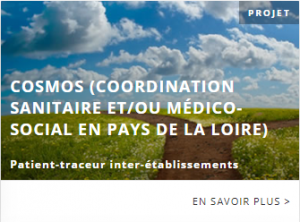 PROJET
COSMOS (COORDINATION
SANITAIRE ET/OU MÉDICO-
SOCIAL EN PAYS DE LA LOIRE)
Patient-traceur inter-établissements
EN SAVOIR PLUS >